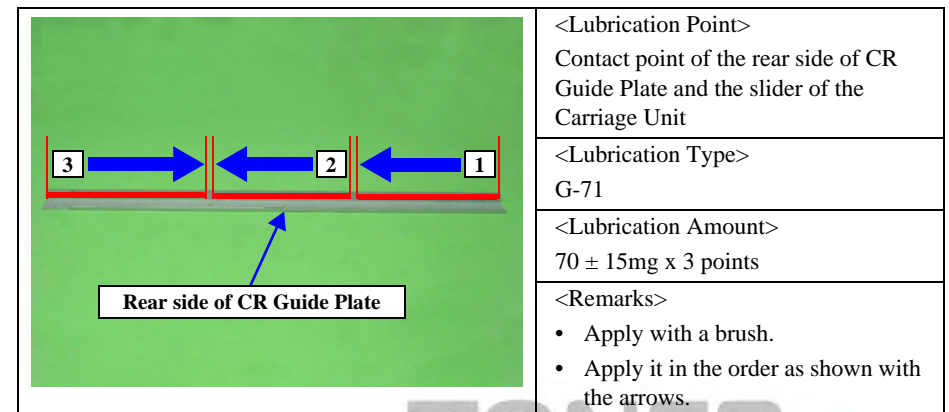 3
2
1
Rear side of CR Guide Plate
<Lubrication Point>
Contact point of the rear side of CR
Guide Plate and the slider of the
Carriage Unit
<Lubrication Type>
G-71
<Lubrication Amount>
70 ± 15mg x 3 points
<Remarks>
• Apply with a brush.
• Apply it in the order as shown with
the arrows.